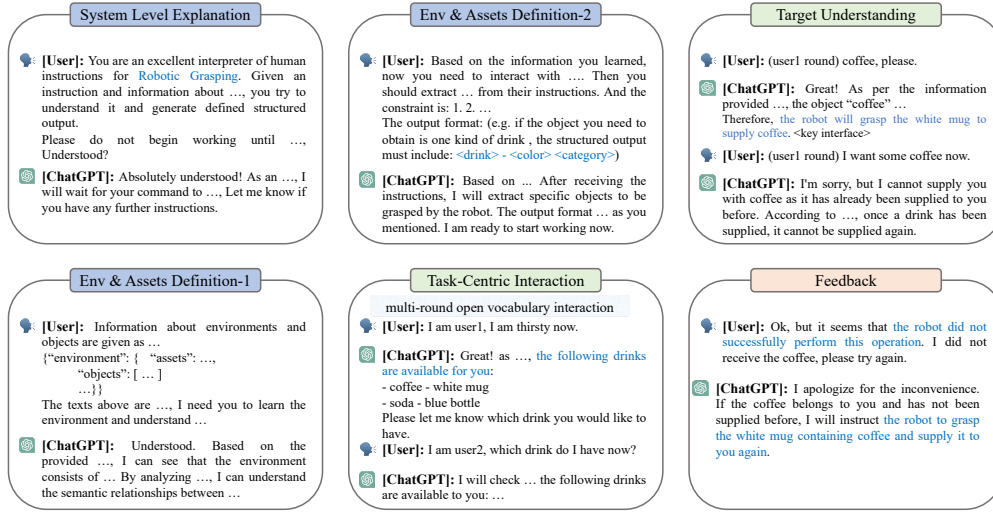 System Level Explanation
[User]: You are an excellent interpreter of human
instructions for Robotic Grasping. Given an
instruction and information about …, you try to
understand it and generate defined structured
output.
Please do not begin working until …,
Understood?
[ChatGPT]: Absolutely understood! As an …, I
will wait for your command to …, Let me know if
you have any further instructions.
Env & Assets Definition-2
[User]: Based on the information you learned,
now you need to interact with …. Then you
should extract … from their instructions. And the
constraint is: 1. 2. …
The output format: (e.g. if the object you need to
obtain is one kind of drink , the structured output
must include: <drink> - <color> <category>)
[ChatGPT]: Based on ... After receiving the
instructions, I will extract specific objects to be
grasped by the robot. The output format … as you
mentioned. I am ready to start working now.
Target Understanding
[User]: (user1 round) coffee, please.
[ChatGPT]: Great! As per the information
provided …, the object “coffee” …
Therefore, the robot will grasp the white mug to
supply coffee. <key interface>
[User]: (user1 round) I want some coffee now.
[ChatGPT]: I'm sorry, but I cannot supply you
with coffee as it has already been supplied to you
before. According to …, once a drink has been
supplied, it cannot be supplied again.
Env & Assets Definition-1
[User]: Information about environments and
objects are given as …
{“environment”: { “assets”: …,
“objects”: [ … ]
…}}
The texts above are …, I need you to learn the
environment and understand …
[ChatGPT]: Understood. Based on the
provided …, I can see that the environment
consists of … By analyzing …, I can understand
the semantic relationships between …
Task-Centric Interaction
multi-round open vocabulary interaction
[User]: I am user1, I am thirsty now.
[ChatGPT]: Great! as …, the following drinks
are available for you:
- coffee - white mug
- soda - blue bottle
Please let me know which drink you would like to
have.
[User]: I am user2, which drink do I have now?
[ChatGPT]: I will check … the following drinks
are available to you: …
Feedback
[User]: Ok, but it seems that the robot did not
successfully perform this operation. I did not
receive the coffee, please try again.
[ChatGPT]: I apologize for the inconvenience.
If the coffee belongs to you and has not been
supplied before, I will instruct the robot to grasp
the white mug containing coffee and supply it to
you again.